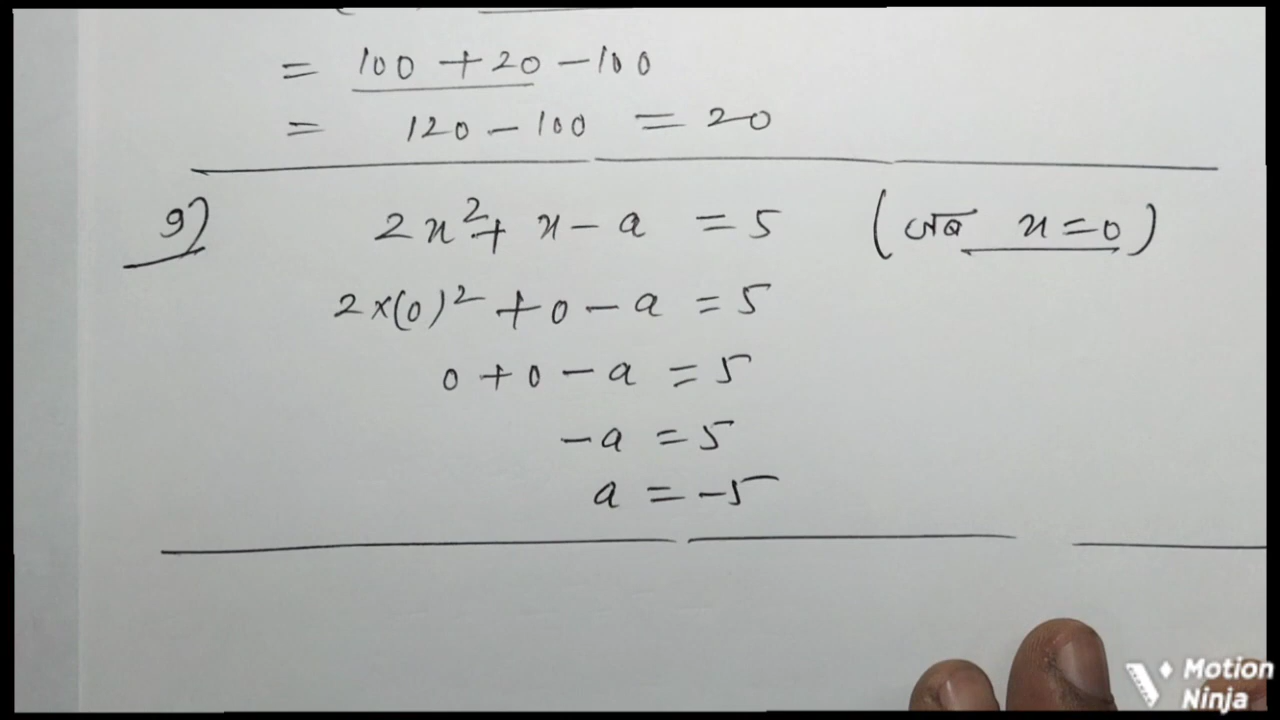 = 100 + 20 - 100
= 120 - 100 = 20
9) 2x²+ x - a = 5 ( x = 0 )
2×(0)² + 0 - a = 5
0 + 0 - a = 5
-a = 5
a = -5
Motion
Ninja